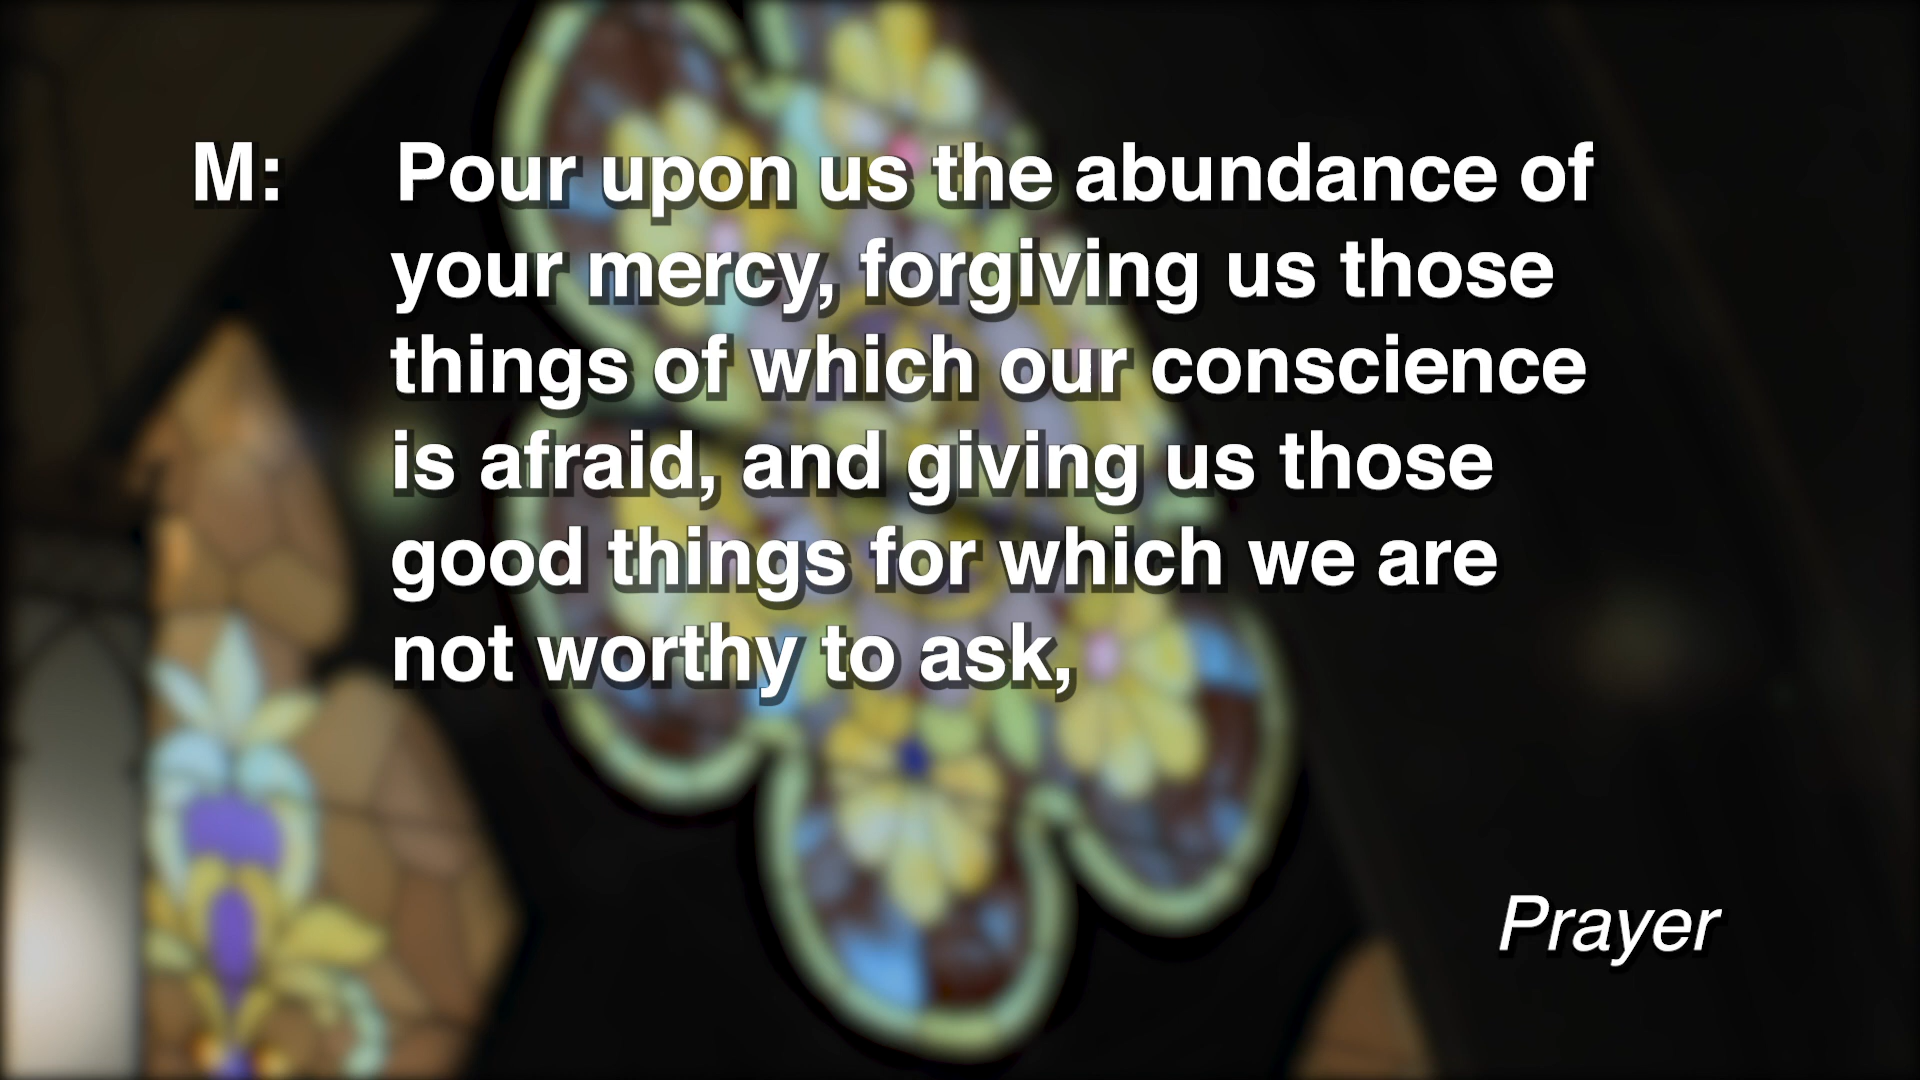 M: Pour upon us the abundance of
your mercy, forgiving us those
things of which our conscience
is afraid, and giving us those
good things for which we are
not worthy to ask,
Prayer